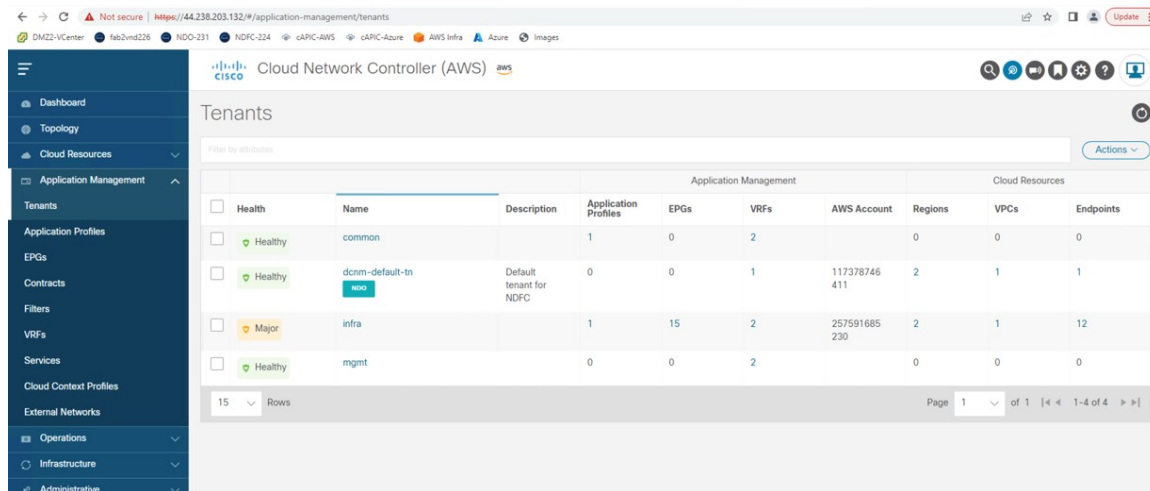 Not secure | https://44.238.203.132/#/application-management/tenants
Update
DMZ2-VCenter fab2vnd226 NDO-231 NDFC-224 cAPIC-AWS cAPIC-Azure AWS Infra Azure Images
CISCO Cloud Network Controller (AWS) aws
Dashboard
Topology
Cloud Resources
Application Management
Tenants
Application Profiles
EPGs
Contracts
Filters
VRFs
Services
Cloud Context Profiles
External Networks
Operations
Infrastructure
Administrative
Tenants
Filter by attributes
Actions
Application Management Cloud Resources
Health Name Description Application Profiles EPGs VRFs AWS Account Regions VPCs Endpoints
Healthy common 1 0 2 0 0 0
Healthy dcnm-default-tn Default 0 0 1 117378746 2 1 1
NDO tenant for 411
NDFC
Major infra 1 15 2 257591685 2 1 12
230
Healthy mgmt 0 0 2 0 0 0
15 Rows Page 1 of 1 1-4 of 4